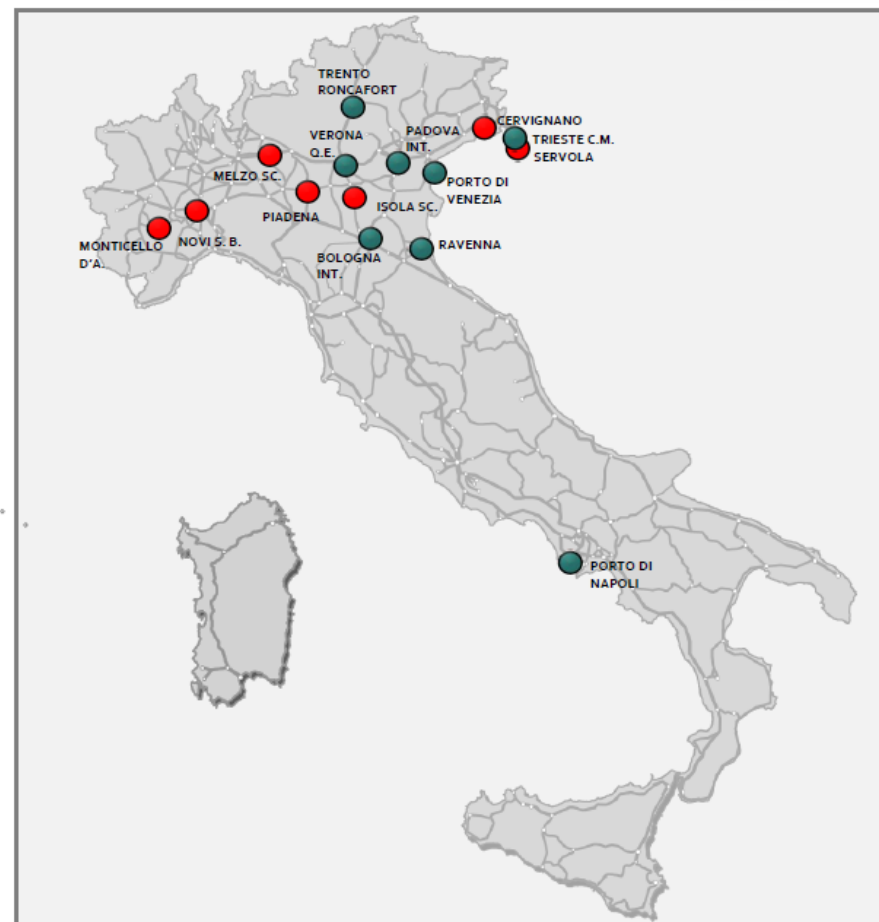 TRENTO
RONCAFORT
VERONA
Q.E.
PADOVA
INT.
CERVIGNANO
TRIESTE C.M.
SERVOLA
MELZO SC.
PORTO DI
VENEZIA
PIADENA
ISOLA SC.
MONTICELLO
D'A.
NOVI S. B.
BOLOGNA
INT.
RAVENNA
PORTO DI
NAPOLI